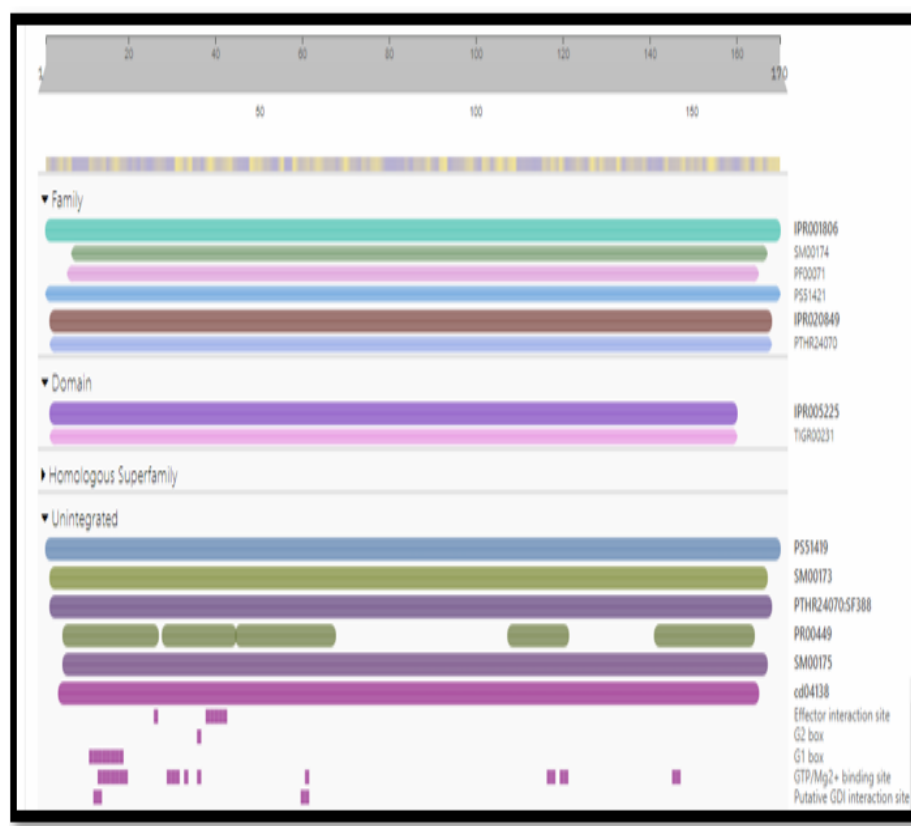 20 40 60 80 100 120 140 160
1 170
50 100 150
Family
IPR001806
SM00174
PF00071
PS51421
IPR020849
PTHR24070
Domain
IPR005225
TIGR00231
Homologous Superfamily
Unintegrated
PS51419
SM00173
PTHR24070:SF388
PR00449
SM00175
cd04138
Effector interaction site
G2 box
G1 box
GTP/Mg2+ binding site
Putative GDI interaction site